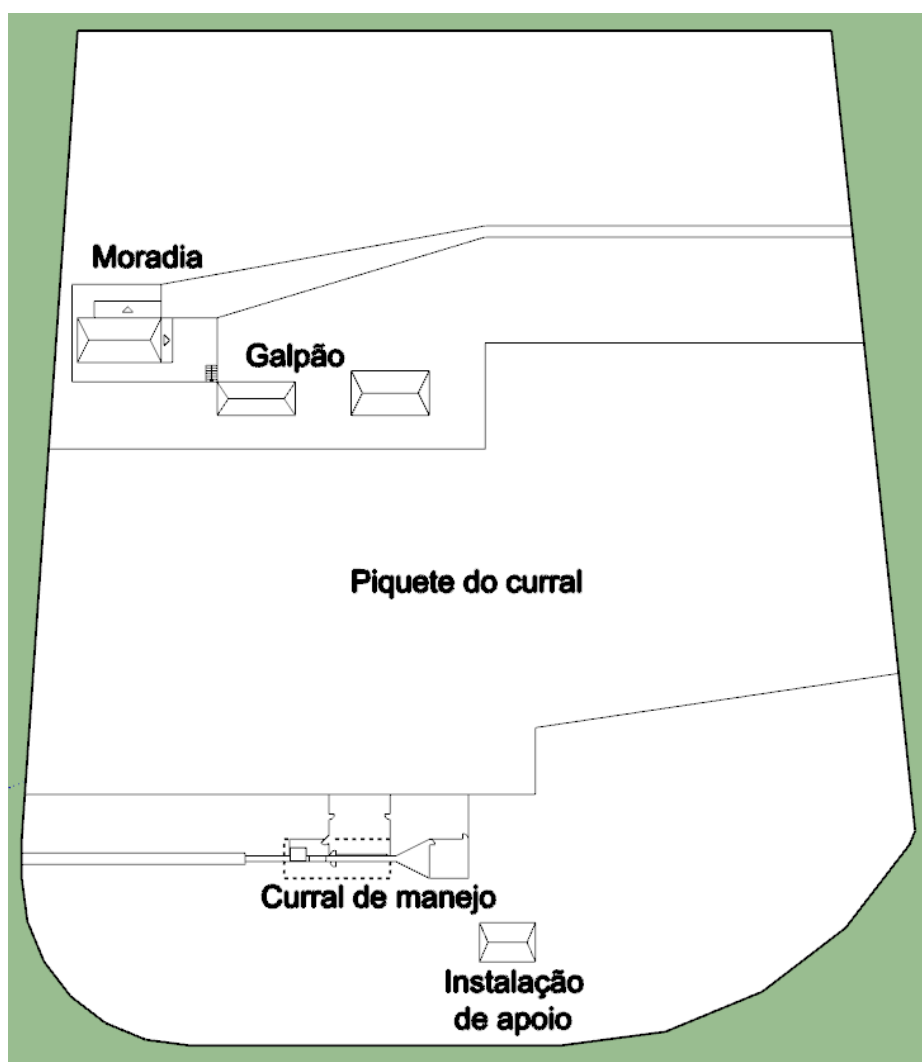 Moradia
Galpão
Piquete do curral
Curral de manejo
Instalação
de apoio